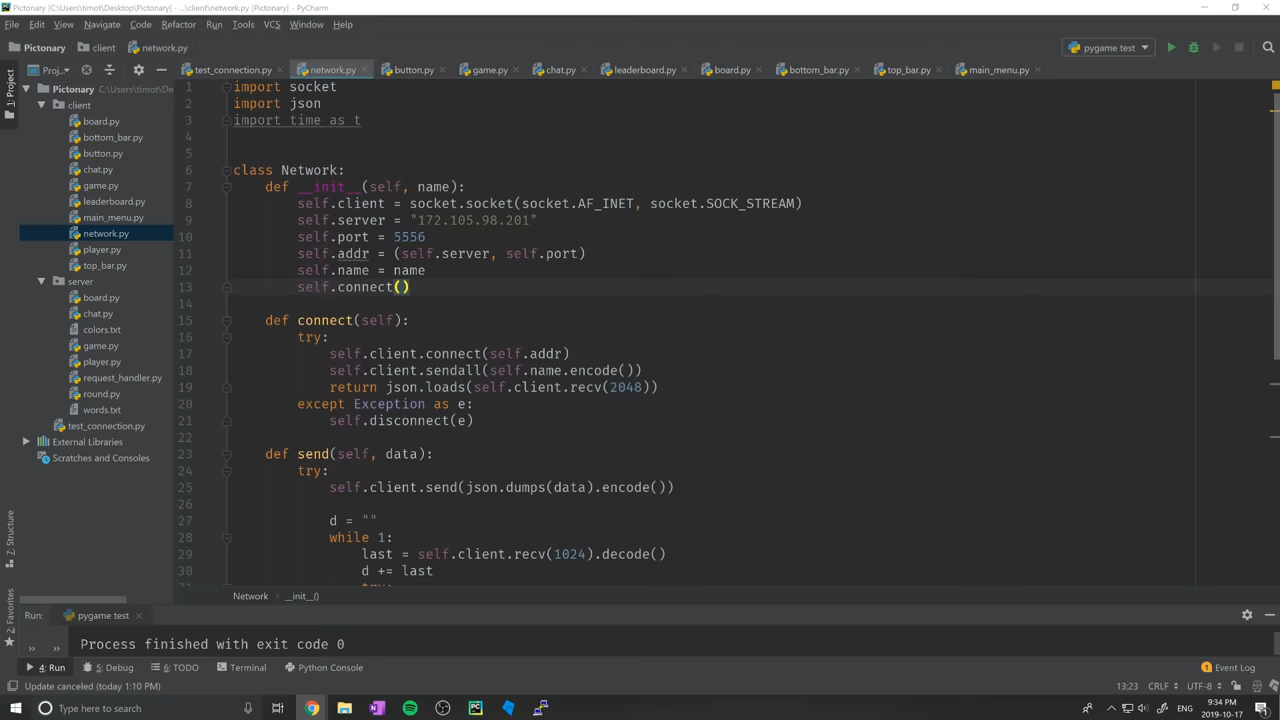 Pictonary [C:\Users\timot\Desktop\Pictonary] - ...\client\network.py [Pictonary] - PyCharm
File Edit View Navigate Code Refactor Run Tools VCS Window Help
Pictonary client network.py pygame test
Proj... test_connection.py network.py button.py game.py chat.py leaderboard.py board.py bottom_bar.py top_bar.py main_menu.py
1: Project
Pictonary C:\Users\timot\Desktop\Pictonary
client
board.py
bottom_bar.py
button.py
chat.py
game.py
leaderboard.py
main_menu.py
network.py
player.py
top_bar.py
server
board.py
chat.py
colors.txt
game.py
player.py
request_handler.py
round.py
words.txt
test_connection.py
External Libraries
Scratches and Consoles
1 import socket
2 import json
3 import time as t
4
5
6 class Network:
7 def __init__(self, name):
8 self.client = socket.socket(socket.AF_INET, socket.SOCK_STREAM)
9 self.server = "172.105.98.201"
10 self.port = 5556
11 self.addr = (self.server, self.port)
12 self.name = name
13 self.connect()
14
15 def connect(self):
16 try:
17 self.client.connect(self.addr)
18 self.client.sendall(self.name.encode())
19 return json.loads(self.client.recv(2048))
20 except Exception as e:
21 self.disconnect(e)
22
23 def send(self, data):
24 try:
25 self.client.send(json.dumps(data).encode())
26
27 d = ""
28 while 1:
29 last = self.client.recv(1024).decode()
30 d += last
Z: Structure
2: Favorites
Network __init__()
Run: pygame test
Process finished with exit code 0
4: Run 5: Debug 6: TODO Terminal Python Console 1 Event Log
Update canceled (today 1:10 PM) 13:23 CRLF UTF-8
Type here to search ENG 9:34 PM
2019-10-17